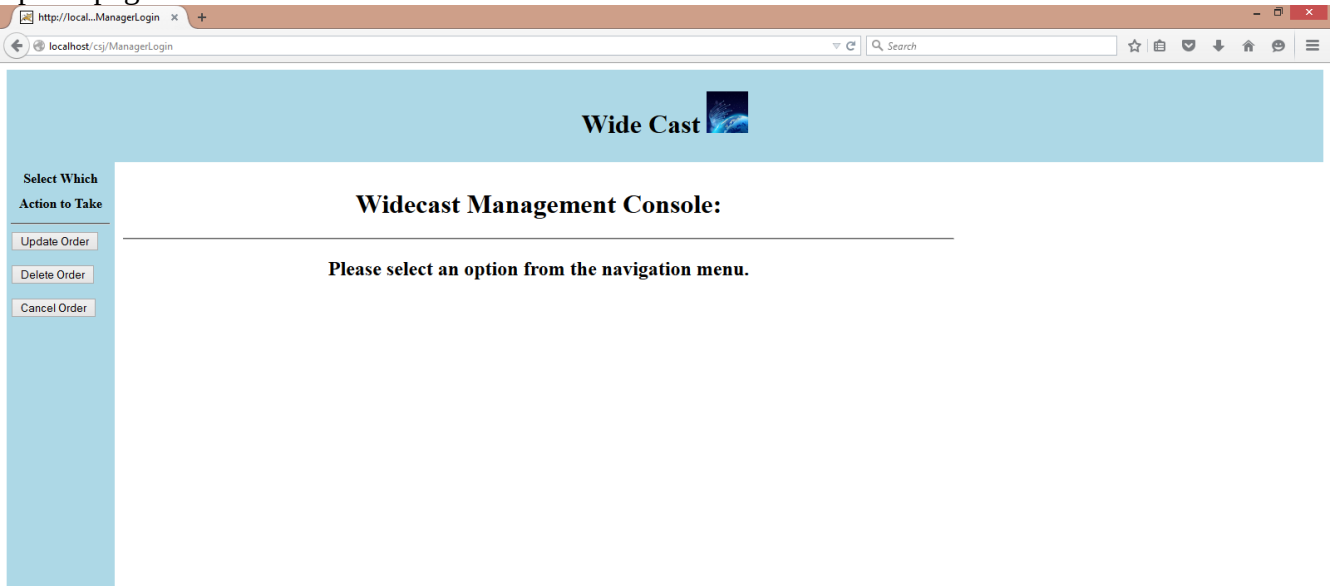 http://local...ManagerLogin
localhost/csj/ManagerLogin
Search
Wide Cast
Select Which
Action to Take
Update Order
Delete Order
Cancel Order
Widecast Management Console:
Please select an option from the navigation menu.